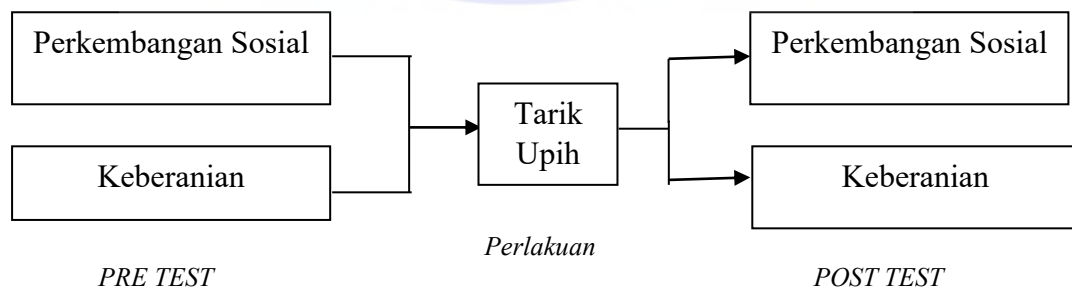 Perkembangan Sosial
Keberanian
Tarik
Upih
Perkembangan Sosial
Keberanian
PRE TEST
Perlakuan
POST TEST